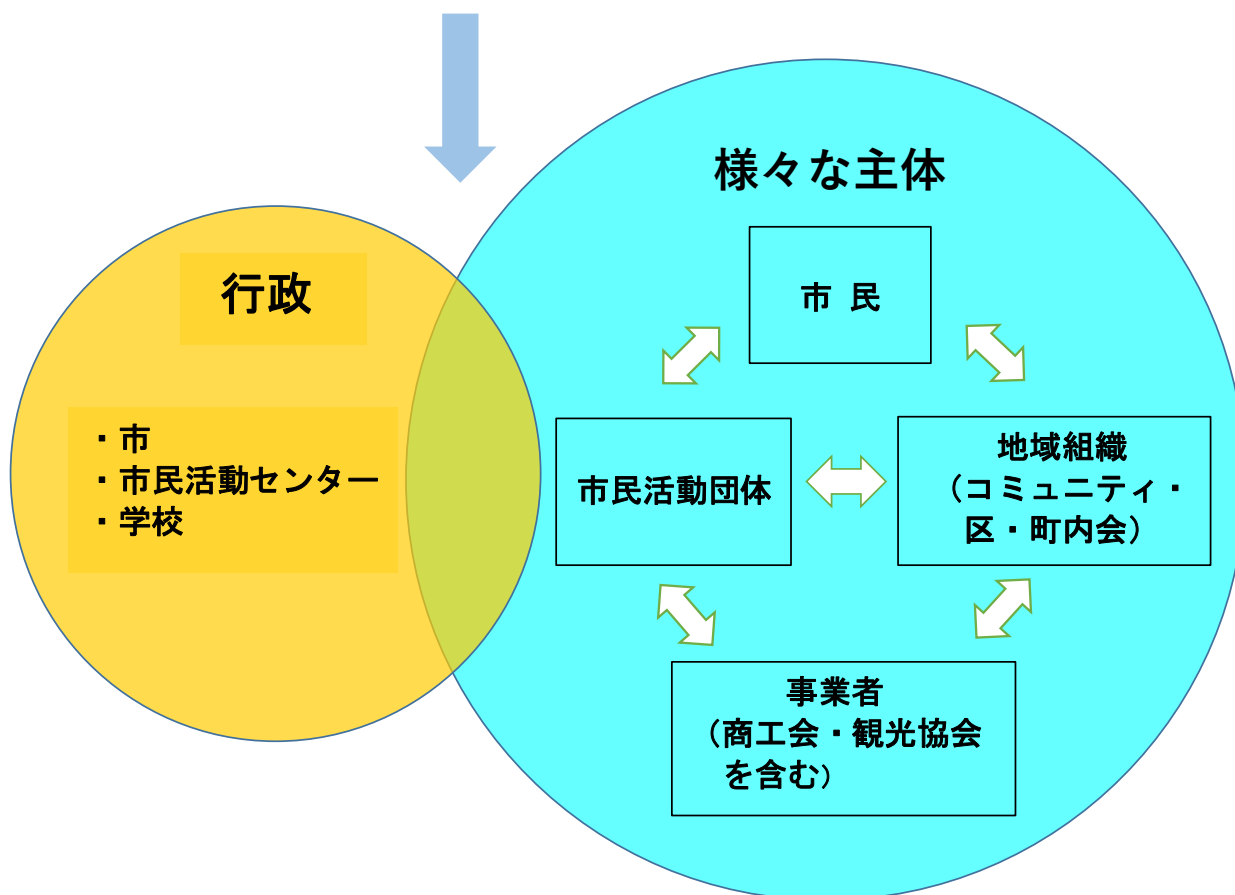 様々な主体
市 民
行政
・市
・市民活動センター
・学校
市民活動団体
地域組織
（コミュニティ・
区・町内会）
事業者
（商工会・観光協会
を含む）